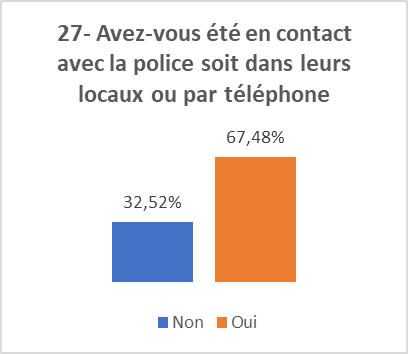 27- Avez-vous été en contact
avec la police soit dans leurs
locaux ou par téléphone
67,48%
32,52%
Non Oui